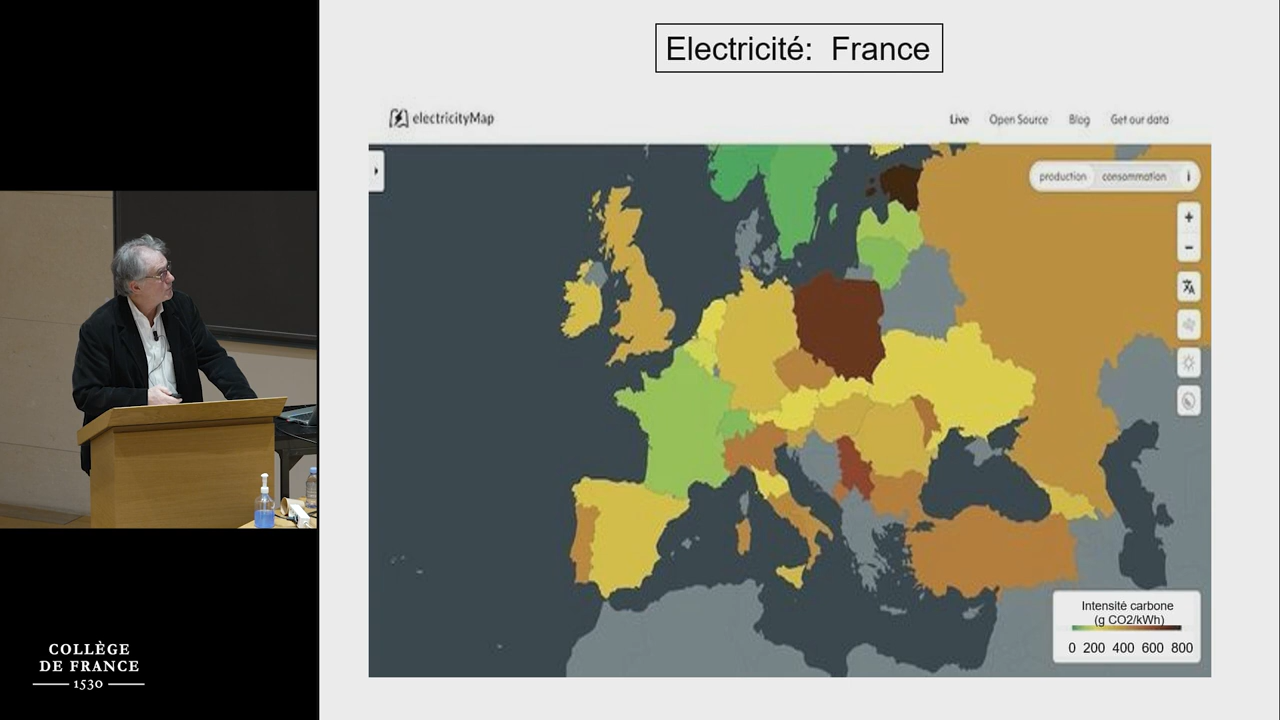 Electricité: France
electricityMap
Live Open Source Blog Get our data
production consommation i
+
−
Intensité carbone
(g CO2/kWh)
0 200 400 600 800
COLLÈGE
DE FRANCE
1530